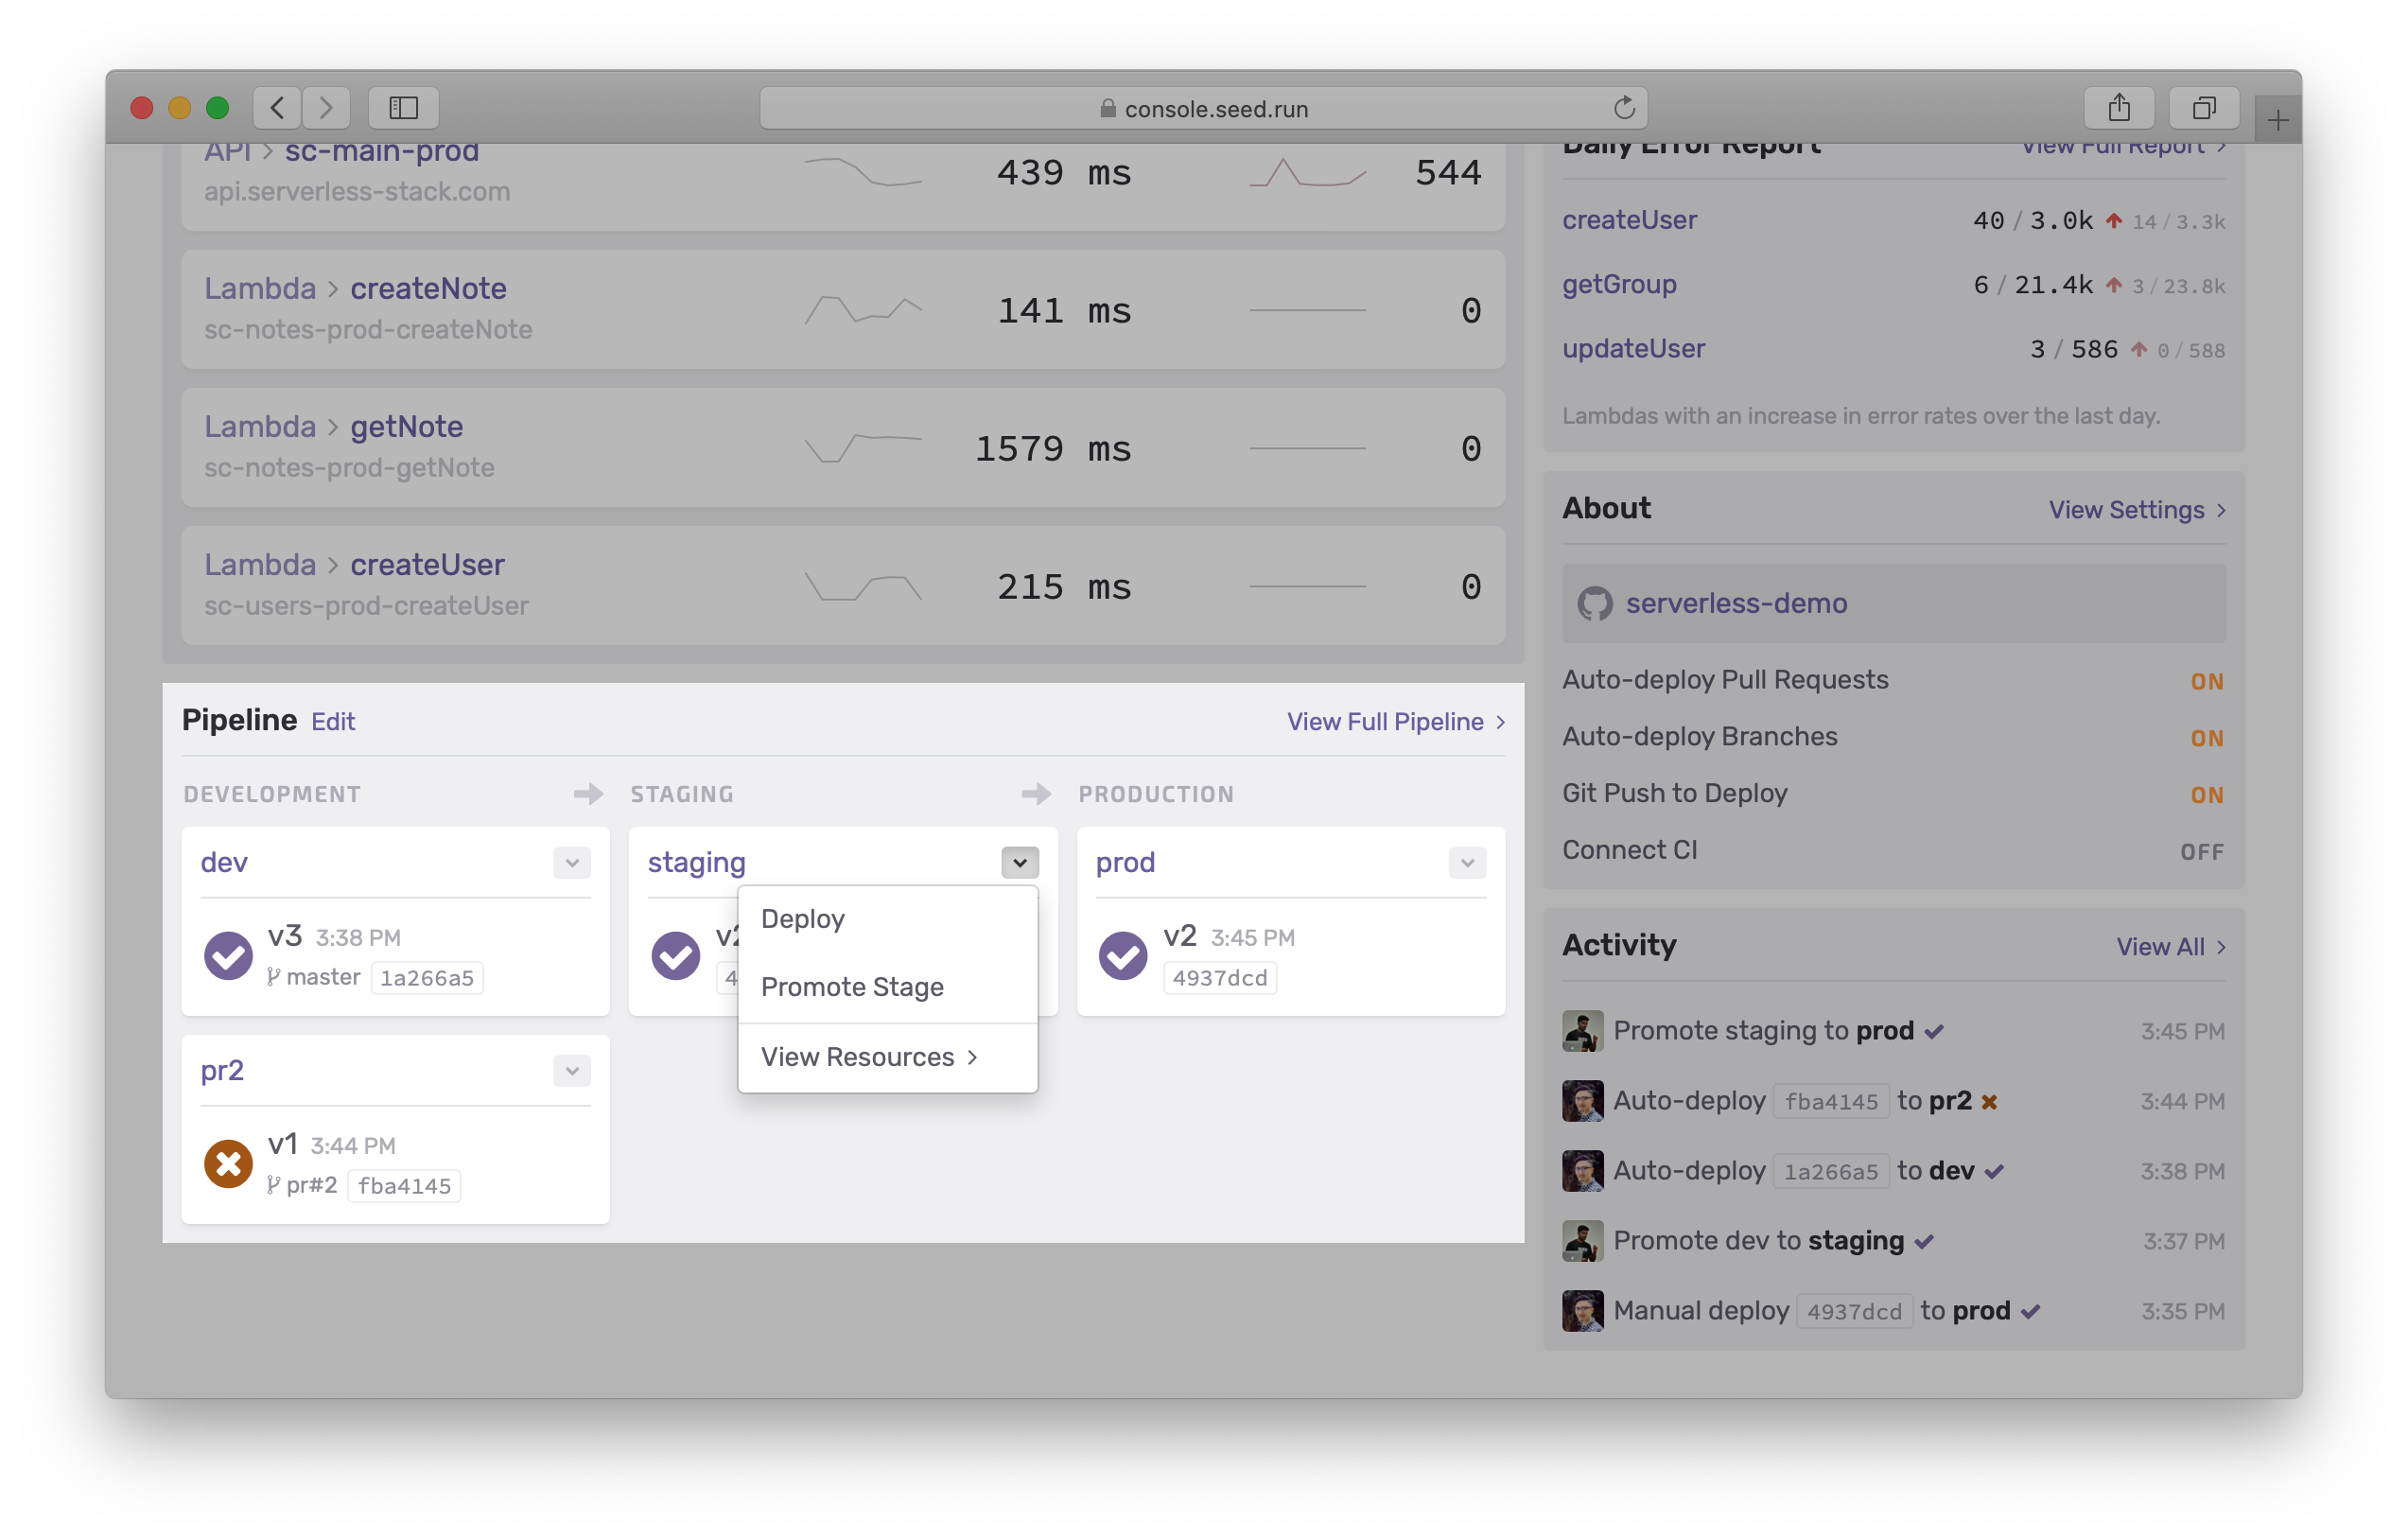 console.seed.run
API > sc-main-prod
api.serverless-stack.com
439 ms
544
Lambda > createNote
sc-notes-prod-createNote
141 ms
0
Lambda > getNote
sc-notes-prod-getNote
1579 ms
0
Lambda > createUser
sc-users-prod-createUser
215 ms
0
Pipeline Edit
View Full Pipeline >
DEVELOPMENT
STAGING
PRODUCTION
dev
v3 3:38 PM
master 1a266a5
pr2
v1 3:44 PM
pr#2 fba4145
staging
v2
4
Deploy
Promote Stage
View Resources >
prod
v2 3:45 PM
4937dcd
Daily Error Report
View Full Report >
createUser 40 / 3.0k 14 / 3.3k
getGroup 6 / 21.4k 3 / 23.8k
updateUser 3 / 586 0 / 588
Lambdas with an increase in error rates over the last day.
About
View Settings >
serverless-demo
Auto-deploy Pull Requests ON
Auto-deploy Branches ON
Git Push to Deploy ON
Connect CI OFF
Activity
View All >
Promote staging to prod 3:45 PM
Auto-deploy fba4145 to pr2 3:44 PM
Auto-deploy 1a266a5 to dev 3:38 PM
Promote dev to staging 3:37 PM
Manual deploy 4937dcd to prod 3:35 PM